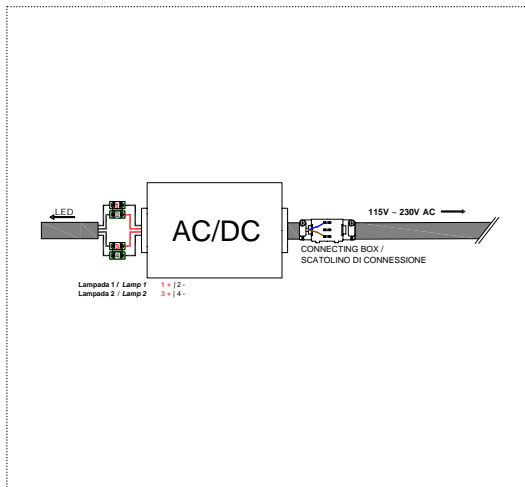 LED
AC/DC
115V ~ 230V AC
CONNECTING BOX /
SCATOLINO DI CONNESSIONE
Lampada 1 / Lamp 1 1 + | 2 -
Lampada 2 / Lamp 2 3 + | 4 -